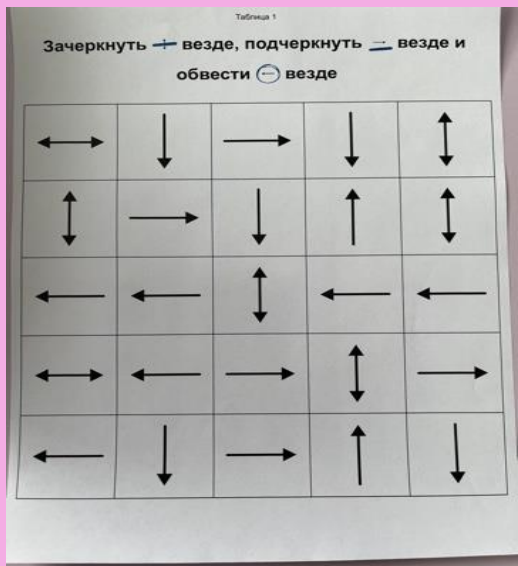 Таблица 1
Зачеркнуть везде, подчеркнуть везде и
обвести везде